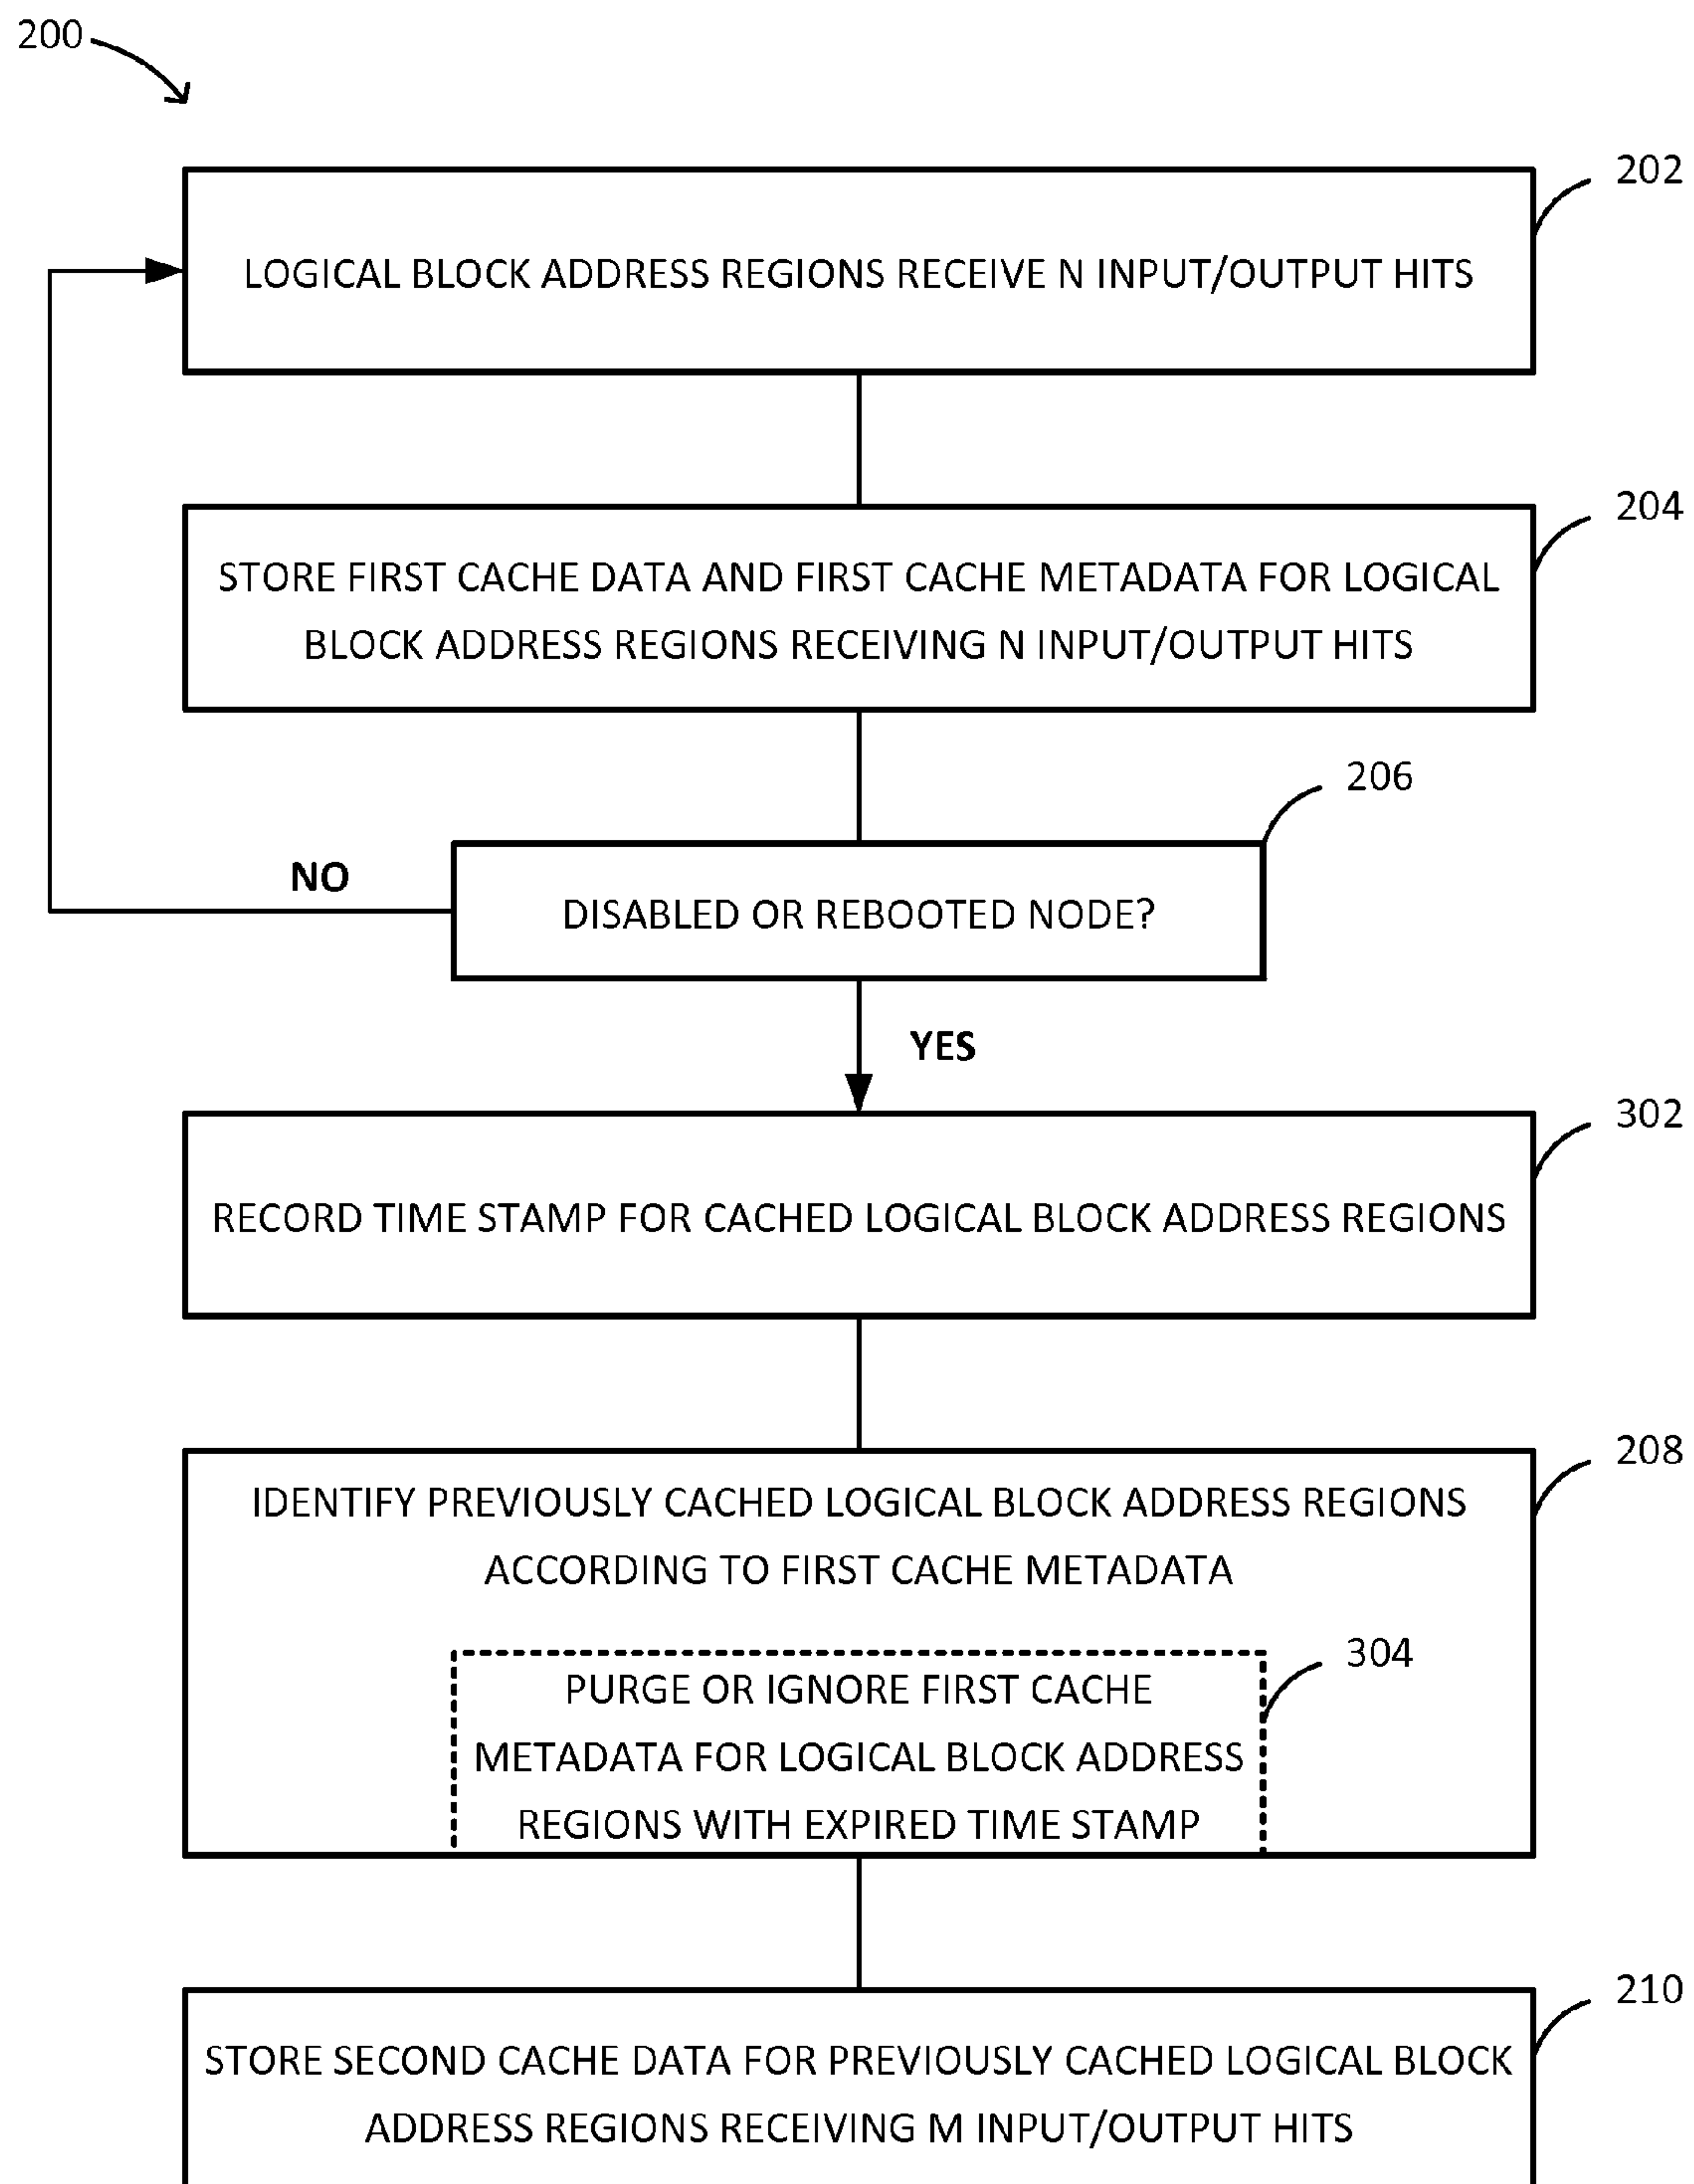 200
202
LOGICAL BLOCK ADDRESS REGIONS RECEIVE N INPUT/OUTPUT HITS
204
STORE FIRST CACHE DATA AND FIRST CACHE METADATA FOR LOGICAL
BLOCK ADDRESS REGIONS RECEIVING N INPUT/OUTPUT HITS
206
NO
DISABLED OR REBOOTED NODE?
YES
302
RECORD TIME STAMP FOR CACHED LOGICAL BLOCK ADDRESS REGIONS
208
IDENTIFY PREVIOUSLY CACHED LOGICAL BLOCK ADDRESS REGIONS
ACCORDING TO FIRST CACHE METADATA
304
PURGE OR IGNORE FIRST CACHE
METADATA FOR LOGICAL BLOCK ADDRESS
REGIONS WITH EXPIRED TIME STAMP
210
STORE SECOND CACHE DATA FOR PREVIOUSLY CACHED LOGICAL BLOCK
ADDRESS REGIONS RECEIVING M INPUT/OUTPUT HITS